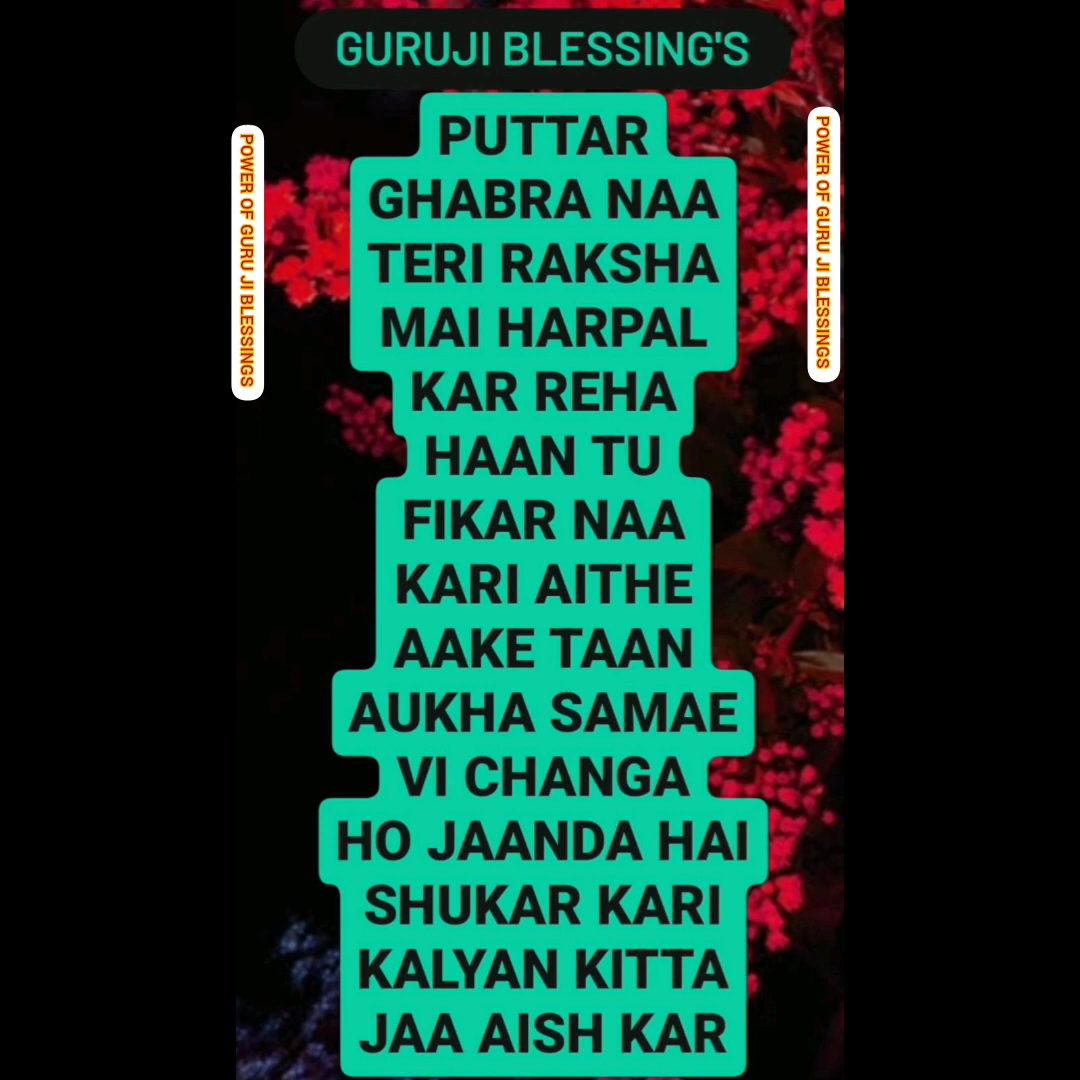 GURUJI BLESSING'S
POWER OF GURU JI BLESSINGS
POWER OF GURU JI BLESSINGS
PUTTAR
GHABRA NAA
TERI RAKSHA
MAI HARPAL
KAR REHA
HAAN TU
FIKAR NAA
KARI AITHE
AAKE TAAN
AUKHA SAMAE
VI CHANGA
HO JAANDA HAI
SHUKAR KARI
KALYAN KITTA
JAA AISH KAR